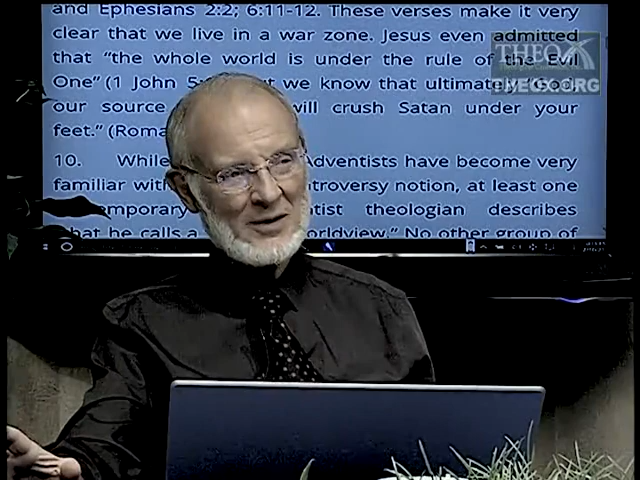 and Ephesians 2:2; 6:11-12. These verses make it very
clear that we live in a war zone. Jesus even admitted
that “the whole world is under the rule of the Evil
One” (1 John 5: we know that ultimately “God,
our source will crush Satan under your
feet.” (Roma
10. While Adventists have become very
familiar with ntroversy notion, at least one
temporary tist theologian describes
hat he calls a orldview.” No other group of
THEOX
.ORG